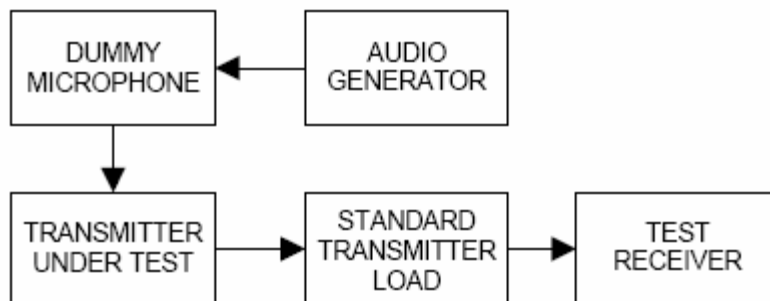 DUMMY
MICROPHONE
AUDIO
GENERATOR
TRANSMITTER
UNDER TEST
STANDARD
TRANSMITTER
LOAD
TEST
RECEIVER